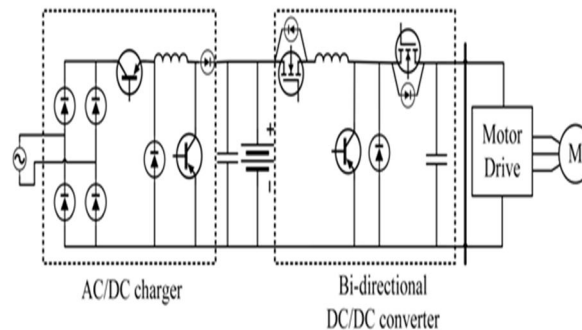 Motor
Drive
M
+
−
AC/DC charger
Bi-directional
DC/DC converter